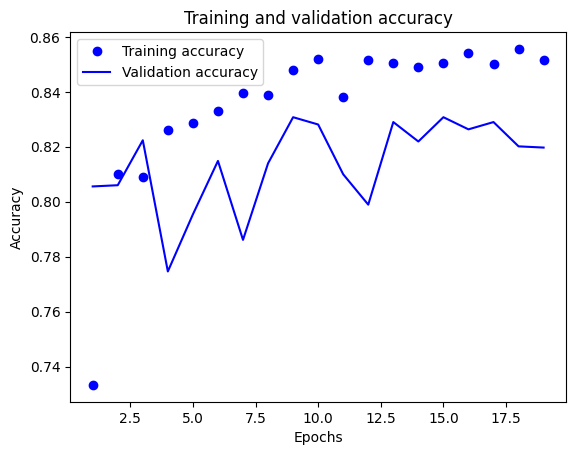 Training and validation accuracy
Training accuracy
Validation accuracy
0.86
0.84
0.82
0.80
0.78
0.76
0.74
Accuracy
2.5 5.0 7.5 10.0 12.5 15.0 17.5
Epochs